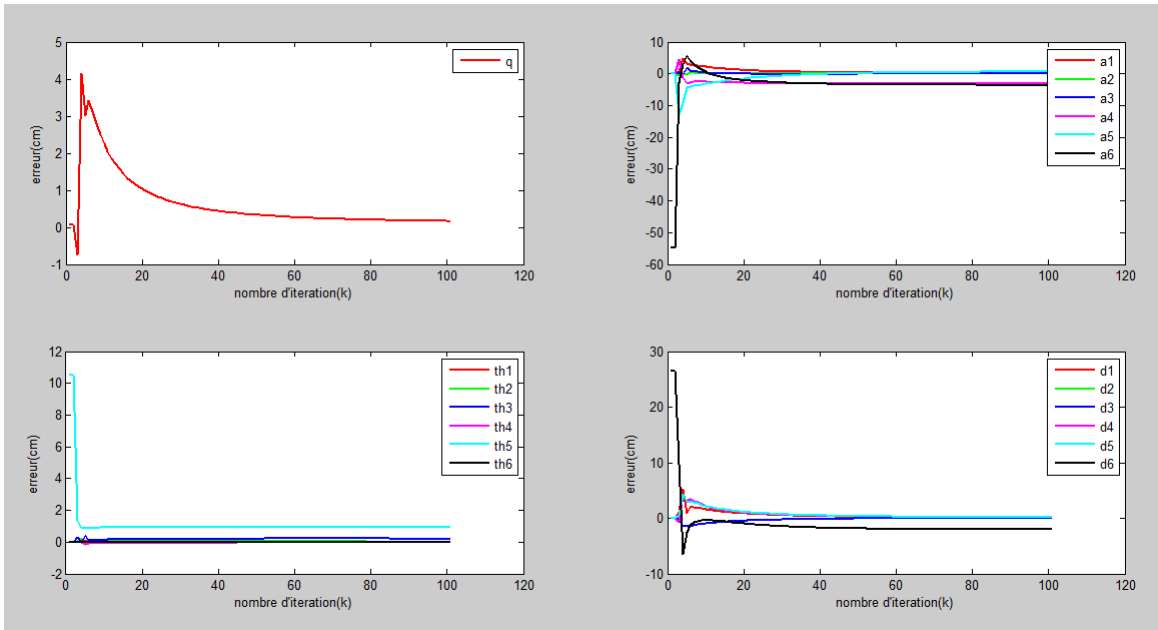 5
4
3
2
1
0
-1
0 20 40 60 80 100 120
erreur(cm)
nombre d'iteration(k)
q
10
0
-10
-20
-30
-40
-50
-60
0 20 40 60 80 100 120
erreur(cm)
nombre d'iteration(k)
a1
a2
a3
a4
a5
a6
12
10
8
6
4
2
0
-2
0 20 40 60 80 100 120
erreur(cm)
nombre d'iteration(k)
th1
th2
th3
th4
th5
th6
30
20
10
0
-10
0 20 40 60 80 100 120
erreur(cm)
nombre d'iteration(k)
d1
d2
d3
d4
d5
d6